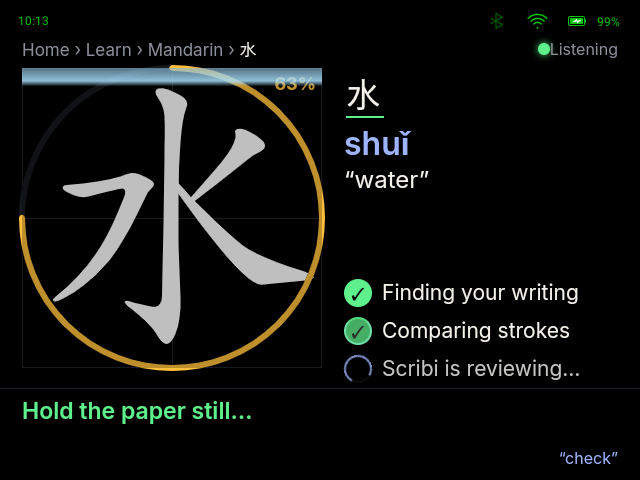 10:13
99%
Home › Learn › Mandarin › 水
Listening
63%
水
水
shuǐ
“water”
✓ Finding your writing
✓ Comparing strokes
Scribi is reviewing...
Hold the paper still...
“check”